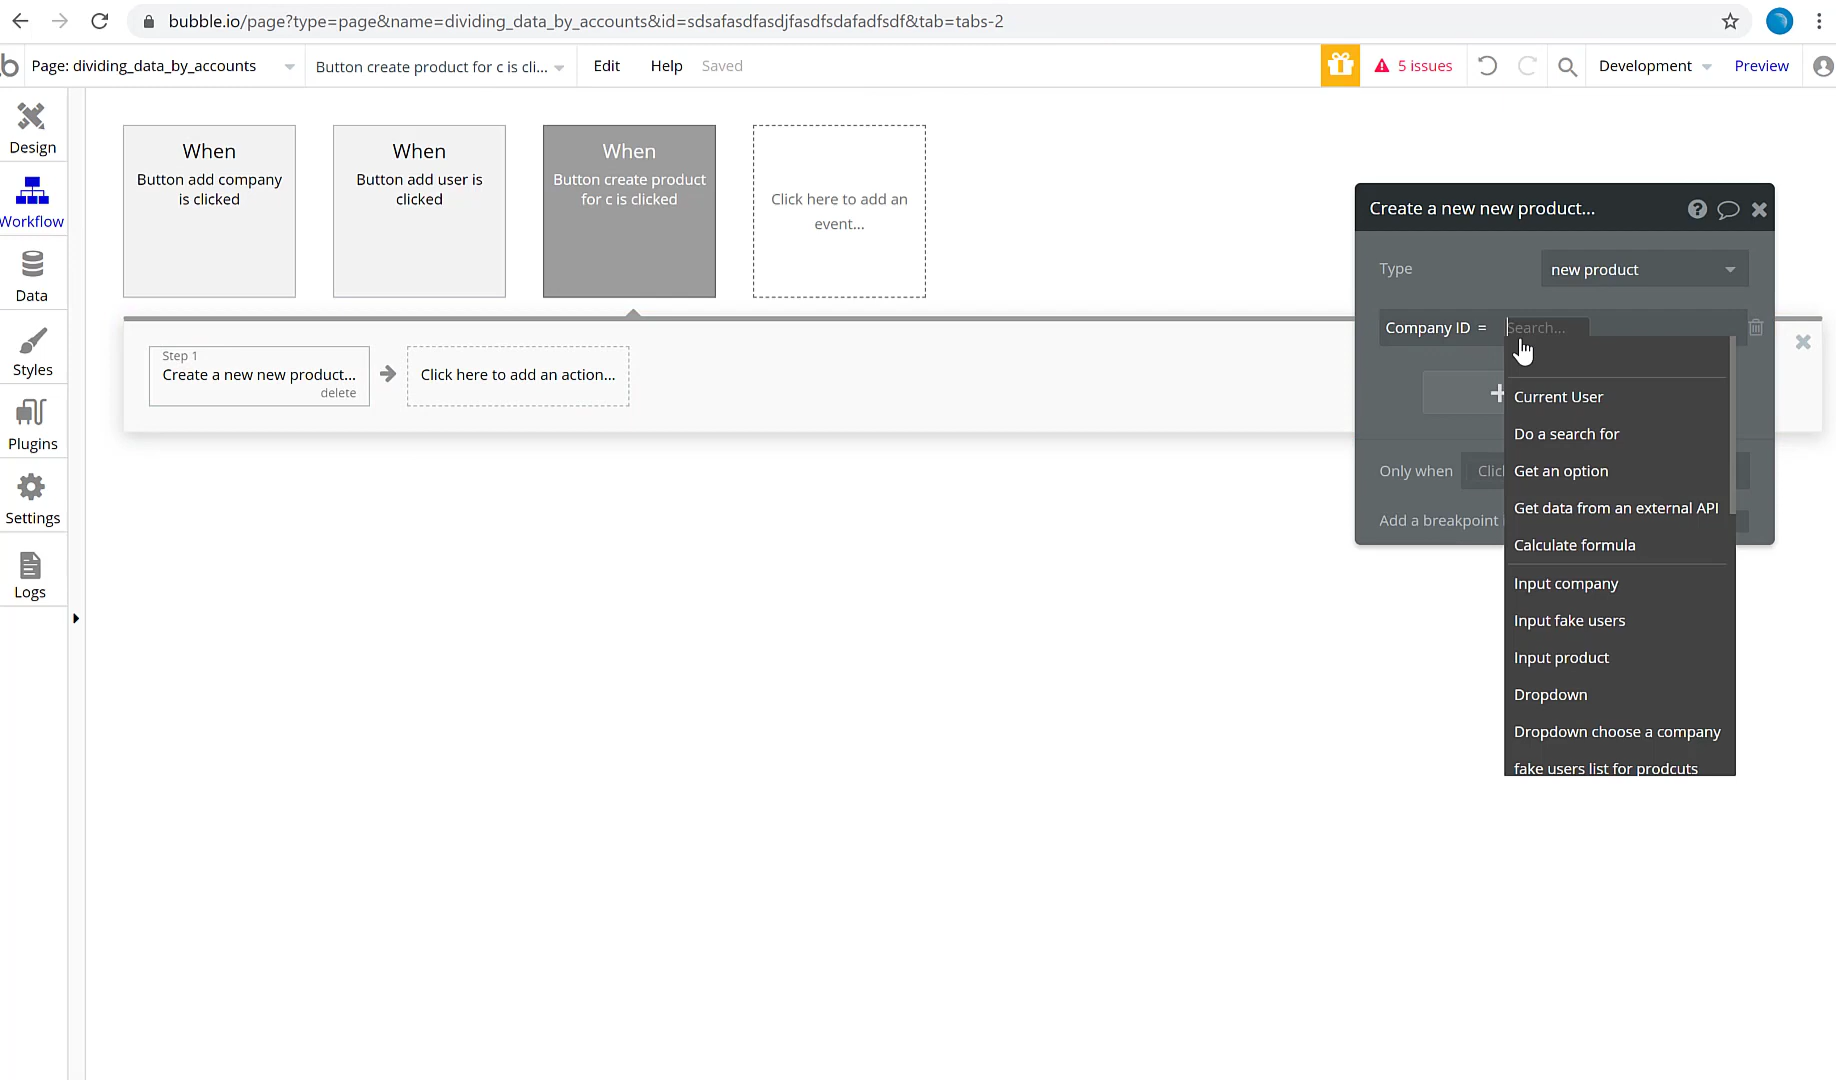 bubble.io/page?type=page&name=dividing_data_by_accounts&id=sdsafasdfasdjfasdfsdafadfsdf&tab=tabs-2
b Page: dividing_data_by_accounts Button create product for c is cli... Edit Help Saved 5 issues Development Preview
Design
Workflow
Data
Styles
Plugins
Settings
Logs
When
Button add company
is clicked
When
Button add user is
clicked
When
Button create product
for c is clicked
Click here to add an
event...
Step 1
Create a new new product...
delete
Click here to add an action...
Create a new new product...
Type new product
Company ID = Search...
Only when
Add a breakpoint
Current User
Do a search for
Get an option
Get data from an external API
Calculate formula
Input company
Input fake users
Input product
Dropdown
Dropdown choose a company
fake users list for prodcuts